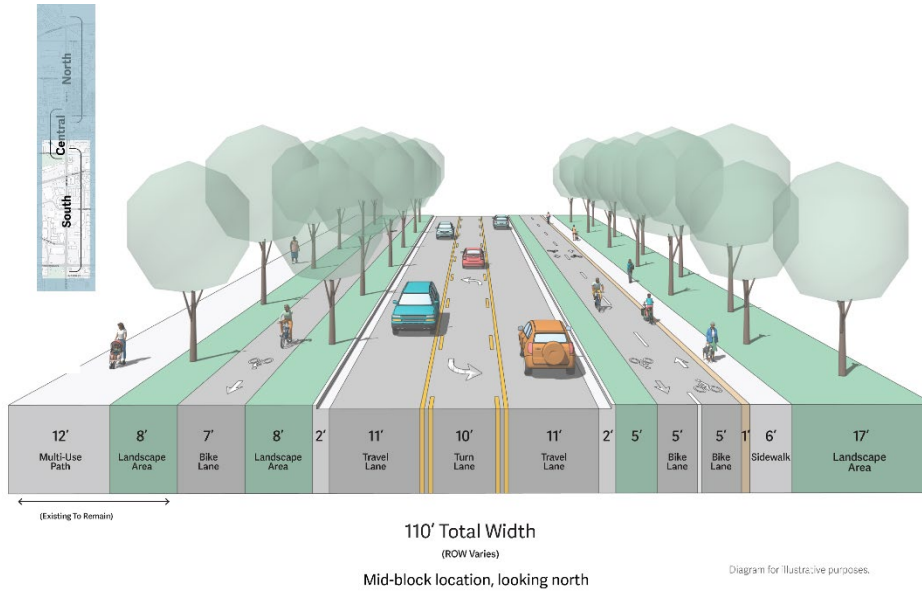 North
Central
South
12’
Multi-Use
Path
8’
Landscape
Area
7’
Bike
Lane
8’
Landscape
Area
2’
11’
Travel
Lane
10’
Turn
Lane
11’
Travel
Lane
2’
5’
5’
Bike
Lane
5’
Bike
Lane
1’
6’
Sidewalk
17’
Landscape
Area
(Existing To Remain)
110’ Total Width
(ROW Varies)
Mid-block location, looking north
Diagram for illustrative purposes.